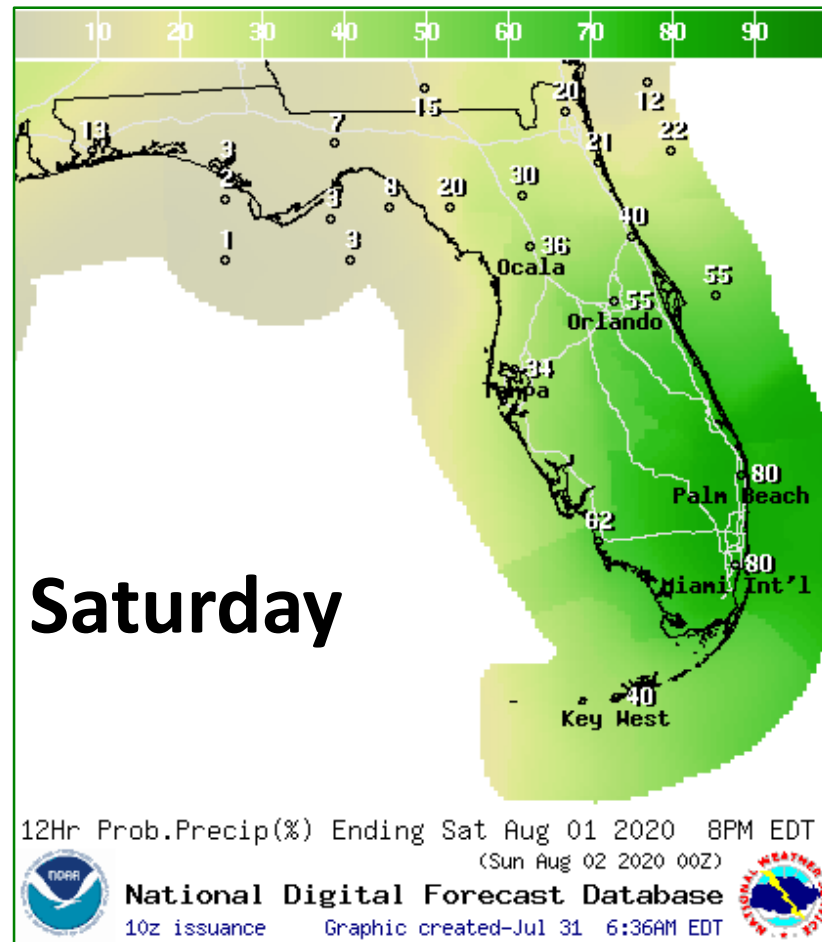 10 20 30 40 50 60 70 80 90
12
15 20
13 7 22
3 21
2 30
3 8 20
40
1 3 36
Ocala
55
55
Orlando
34
Tampa
80
Palm Beach
62
80
Miami Int'l
Saturday
40
Key West
12Hr Prob.Precip(%) Ending Sat Aug 01 2020 8PM EDT
(Sun Aug 02 2020 00Z)
NOAA
National Digital Forecast Database
10z issuance Graphic created-Jul 31 6:36AM EDT
NATIONAL WEATHER